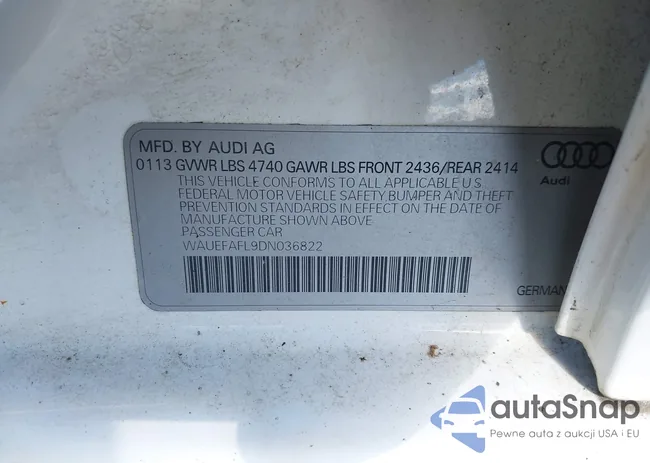 MFD. BY AUDI AG
0113 GVWR LBS 4740 GAWR LBS FRONT 2436/REAR 2414
THIS VEHICLE CONFORMS TO ALL APPLICABLE U.S.
FEDERAL MOTOR VEHICLE SAFETY BUMPER AND THEFT
PREVENTION STANDARDS IN EFFECT ON THE DATE OF
MANUFACTURE SHOWN ABOVE
PASSENGER CAR
WAUEFAFL9DN036822
Audi
GERMAN
autaSnap
Pewne auta z aukcji USA i EU